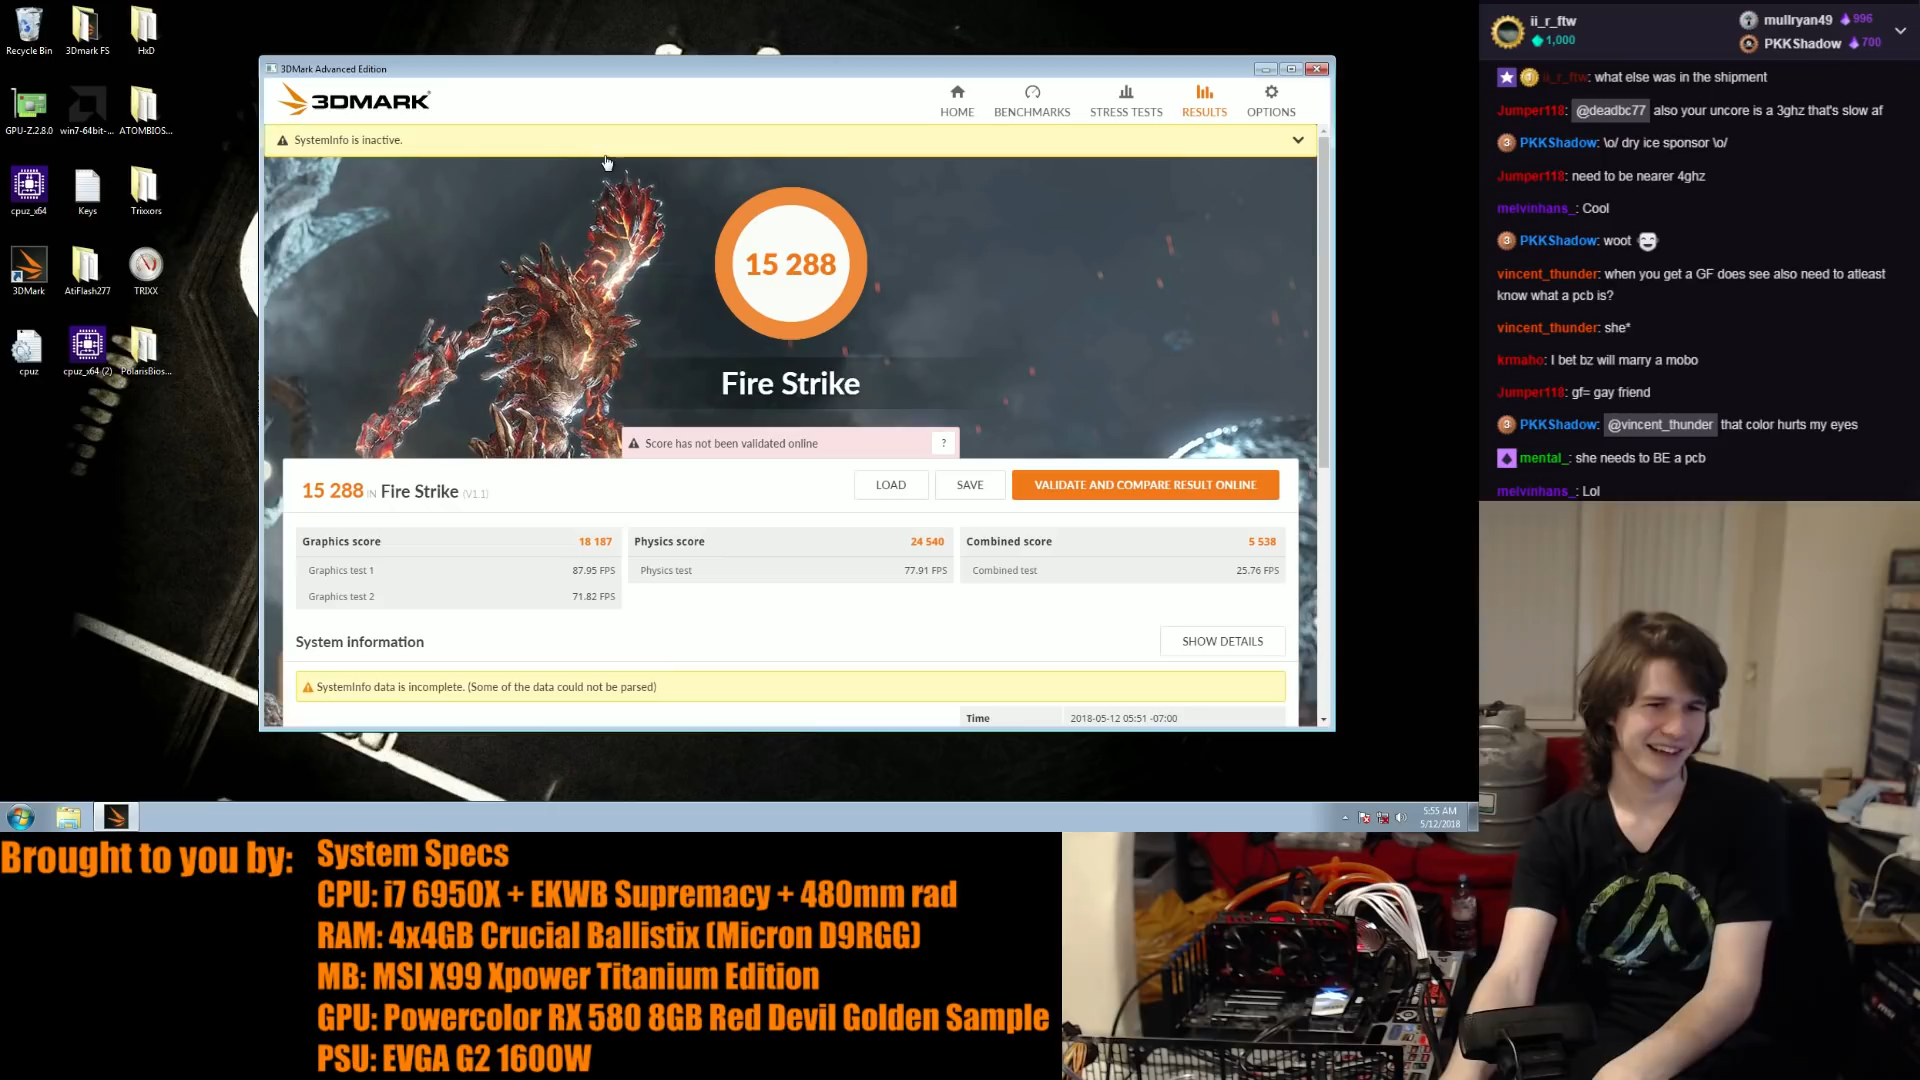 Recycle Bin
3Dmark FS
HxD
GPU-Z.2.8.0
win7-64bit-...
ATOMBIOS...
cpuz_x64
Keys
Trixxors
3DMark
AtiFlash277
TRIXX
cpuz
cpuz_x64 (2)
PolarisBios...
3DMark Advanced Edition
3DMARK
HOME
BENCHMARKS
STRESS TESTS
RESULTS
OPTIONS
SystemInfo is inactive.
15 288
Fire Strike
Score has not been validated online
?
15 288 IN Fire Strike (V1.1)
LOAD
SAVE
VALIDATE AND COMPARE RESULT ONLINE
Graphics score 18 187
Graphics test 1 87.95 FPS
Graphics test 2 71.82 FPS
Physics score 24 540
Physics test 77.91 FPS
Combined score 5 538
Combined test 25.76 FPS
System information
SHOW DETAILS
SystemInfo data is incomplete. (Some of the data could not be parsed)
Time 2018-05-12 05:51 -07:00
5:55 AM
5/12/2018
ii_r_ftw
1,000
mullryan49 996
PKKShadow 700
ii_r_ftw: what else was in the shipment
Jumper118: @deadbc77 also your uncore is a 3ghz that's slow af
PKKShadow: \o/ dry ice sponsor \o/
Jumper118: need to be nearer 4ghz
melvinhans_: Cool
PKKShadow: woot
vincent_thunder: when you get a GF does see also need to atleast
know what a pcb is?
vincent_thunder: she*
krmaho: I bet bz will marry a mobo
Jumper118: gf= gay friend
PKKShadow: @vincent_thunder that color hurts my eyes
mental_: she needs to BE a pcb
melvinhans_: Lol
Brought to you by:
System Specs
CPU: i7 6950X + EKWB Supremacy + 480mm rad
RAM: 4x4GB Crucial Ballistix (Micron D9RGG)
MB: MSI X99 Xpower Titanium Edition
GPU: Powercolor RX 580 8GB Red Devil Golden Sample
PSU: EVGA G2 1600W